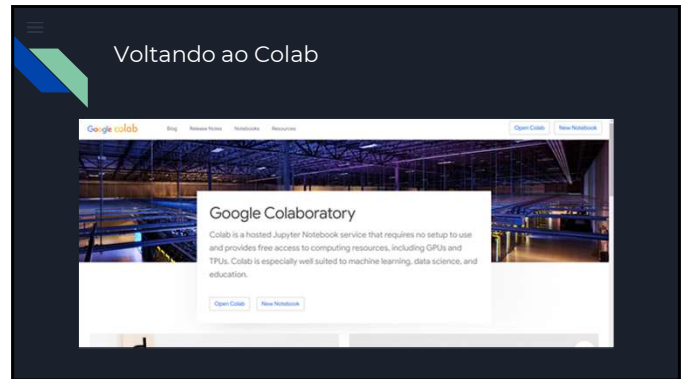 Voltando ao Colab
Google colab Blog Release Notes Notebooks Resources Open Colab New Notebook
Google Colaboratory
Colab is a hosted Jupyter Notebook service that requires no setup to use
and provides free access to computing resources, including GPUs and
TPUs. Colab is especially well suited to machine learning, data science, and
education.
Open Colab New Notebook